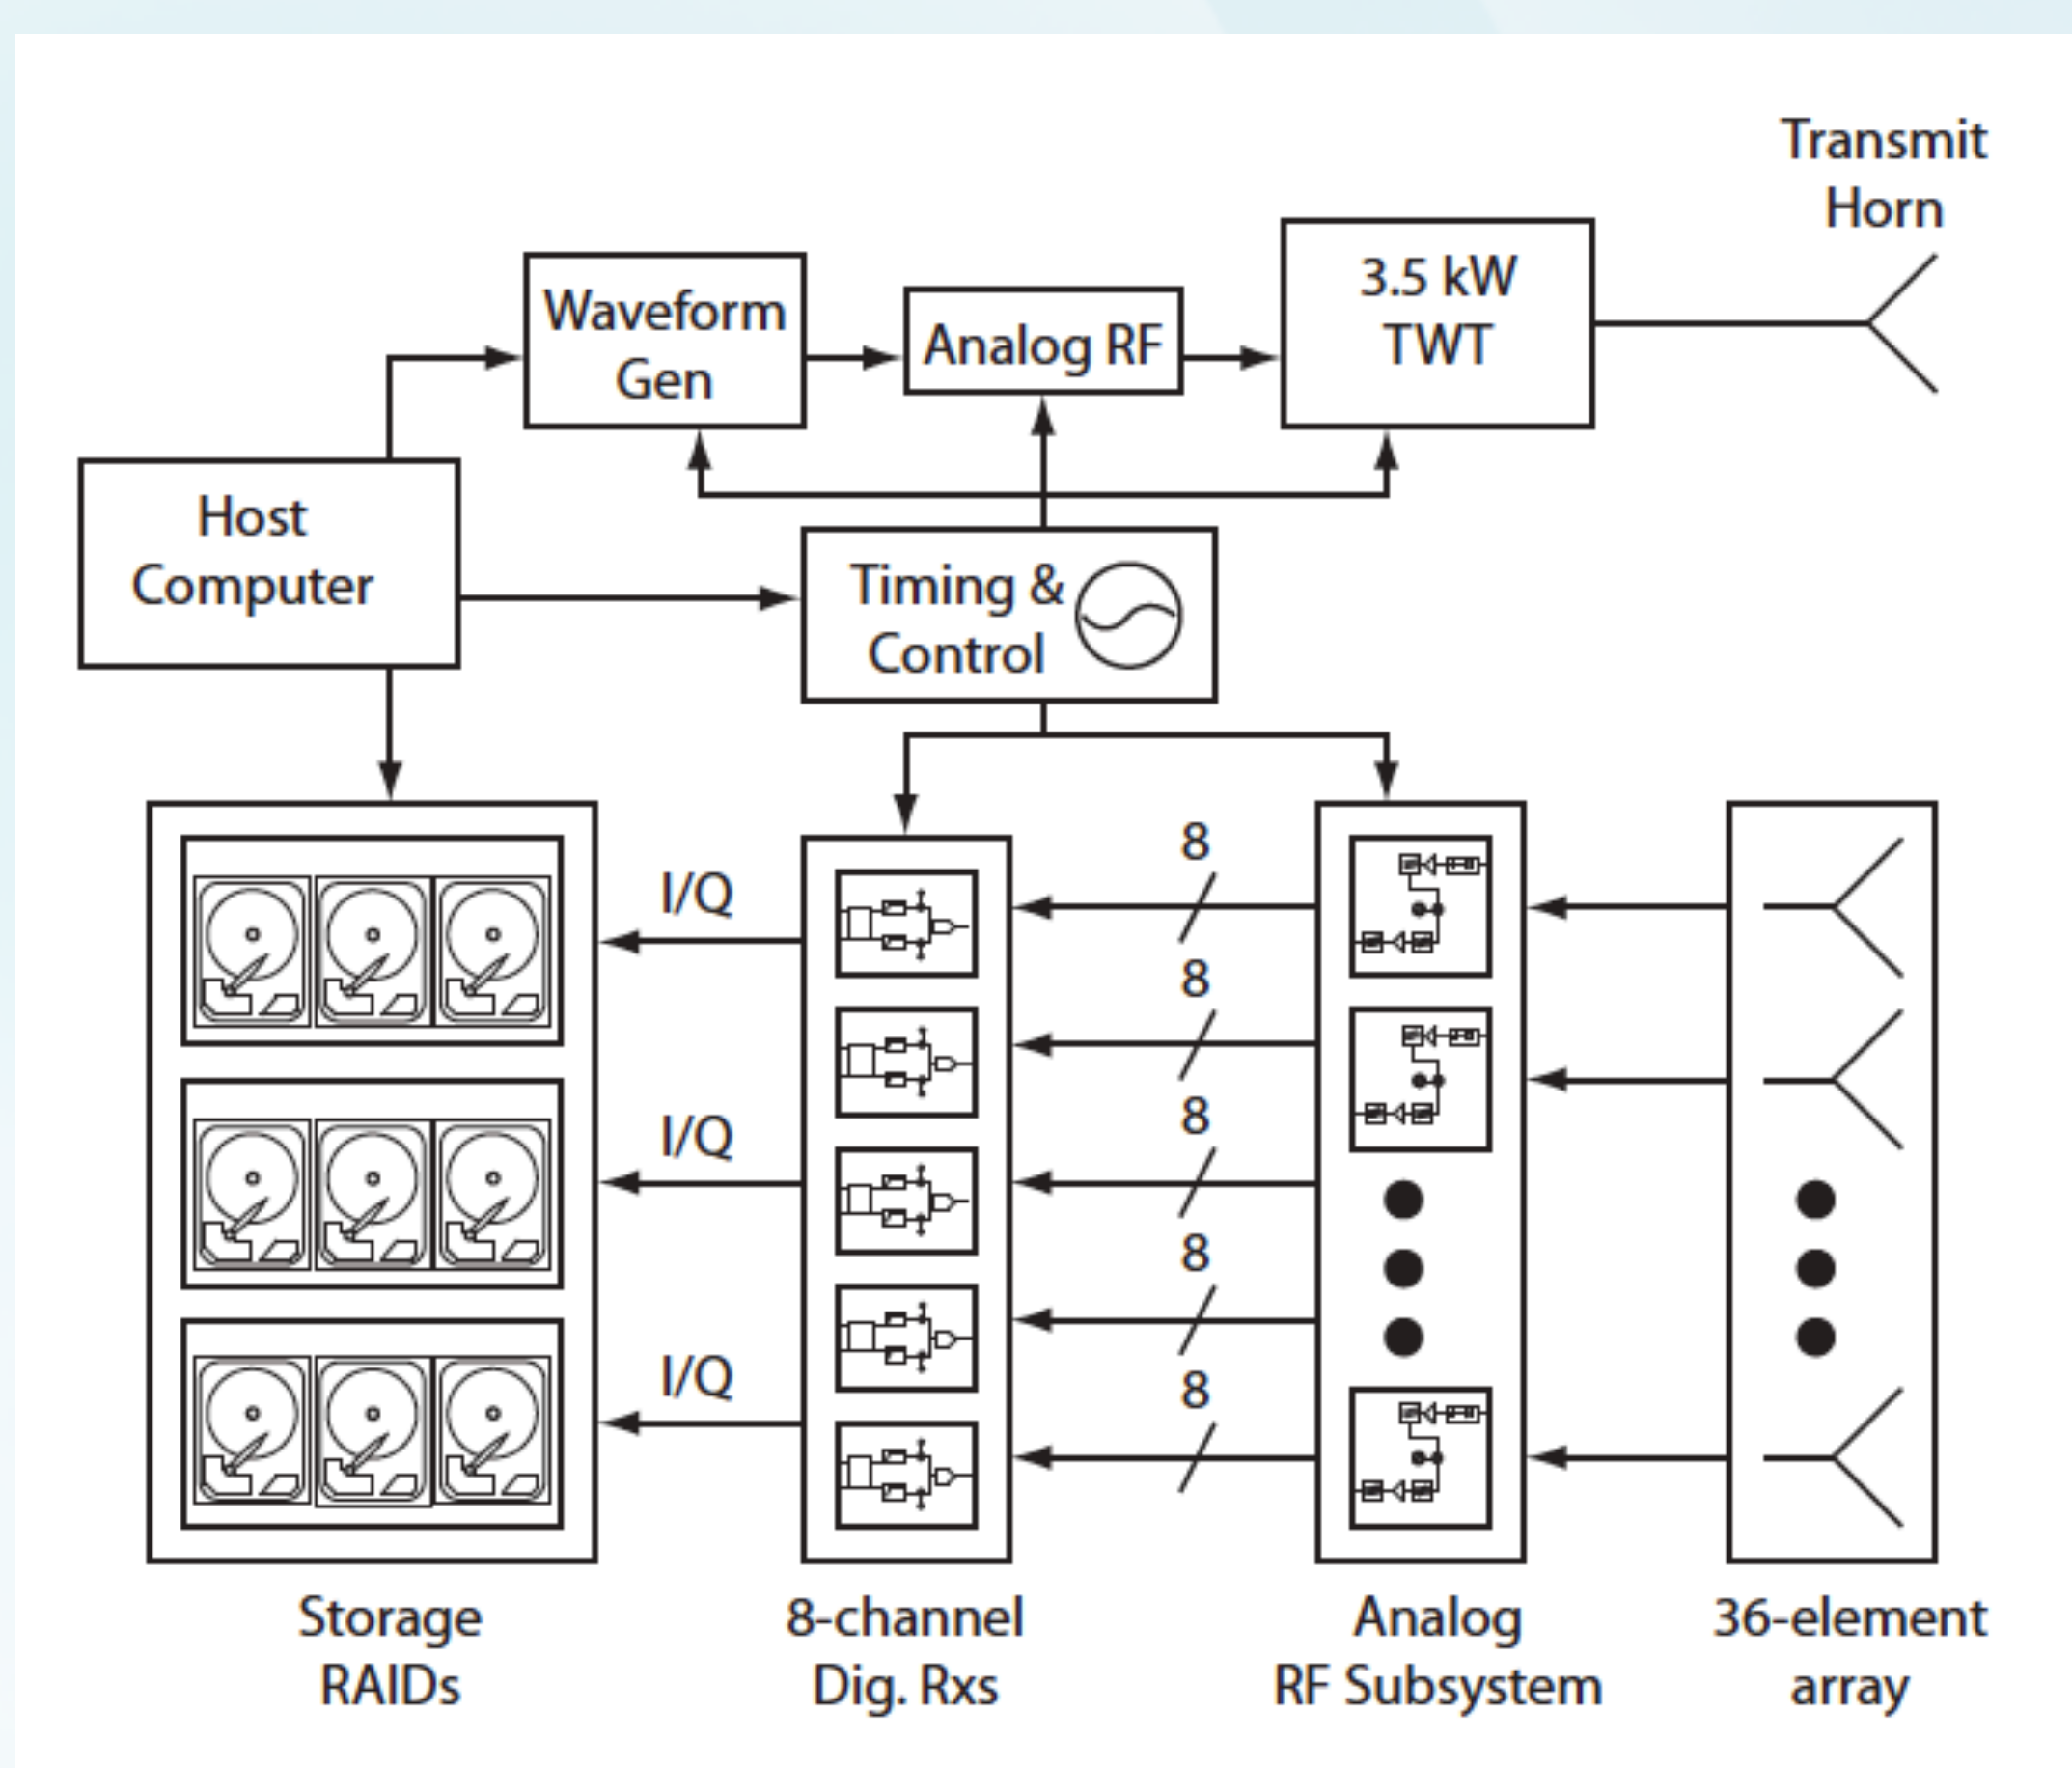 Transmit
Horn
Waveform
Gen
Analog RF
3.5 kW
TWT
Host
Computer
Timing &
Control
I/Q
I/Q
I/Q
8
8
8
8
8
Storage
RAIDs
8-channel
Dig. Rxs
Analog
RF Subsystem
36-element
array